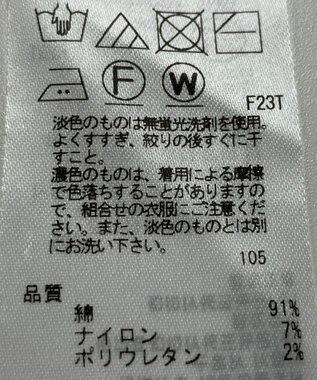 F
W
F23T
淡色のものは無蛍光洗剤を使用。
よくすすぎ、絞りの後すぐに干
すこと。
濃色のものは、着用による摩擦
で色落ちすることがありますの
で、組合せの衣服にご注意くだ
さい。また、淡色のものとは別
にお洗い下さい。
105
品質
綿 91%
ナイロン 7%
ポリウレタン 2%